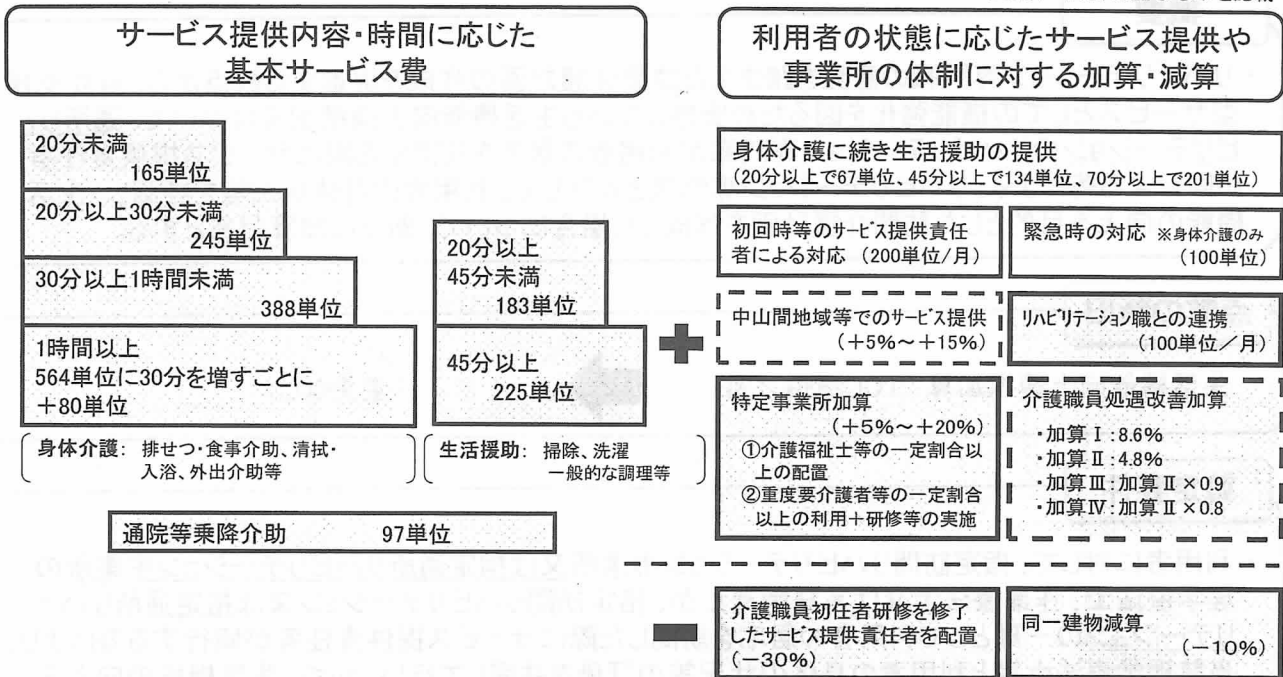 サービス提供内容・時間に応じた
基本サービス費
20分未満
165単位
20分以上30分未満
245単位
30分以上1時間未満
388単位
1時間以上
564単位に30分を増すごとに
+80単位
身体介護: 排せつ・食事介助、清拭・
入浴、外出介助等
20分以上
45分未満
183単位
45分以上
225単位
生活援助: 掃除、洗濯
一般的な調理等
通院等乗降介助 97単位
利用者の状態に応じたサービス提供や
事業所の体制に対する加算・減算
身体介護に続き生活援助の提供
(20分以上で67単位、45分以上で134単位、70分以上で201単位)
初回時等のサービス提供責任
者による対応 (200単位/月)
緊急時の対応 ※身体介護のみ
(100単位)
中山間地域等でのサービス提供
(+5%~+15%)
リハビリテーション職との連携
(100単位/月)
特定事業所加算
(+5%~+20%)
①介護福祉士等の一定割合以
上の配置
②重度要介護者等の一定割合
以上の利用+研修等の実施
介護職員処遇改善加算
・加算Ⅰ:8.6%
・加算Ⅱ:4.8%
・加算Ⅲ:加算Ⅱ×0.9
・加算Ⅳ:加算Ⅱ×0.8
介護職員初任者研修を修了
したサービス提供責任者を配置
(-30%)
同一建物減算
(-10%)